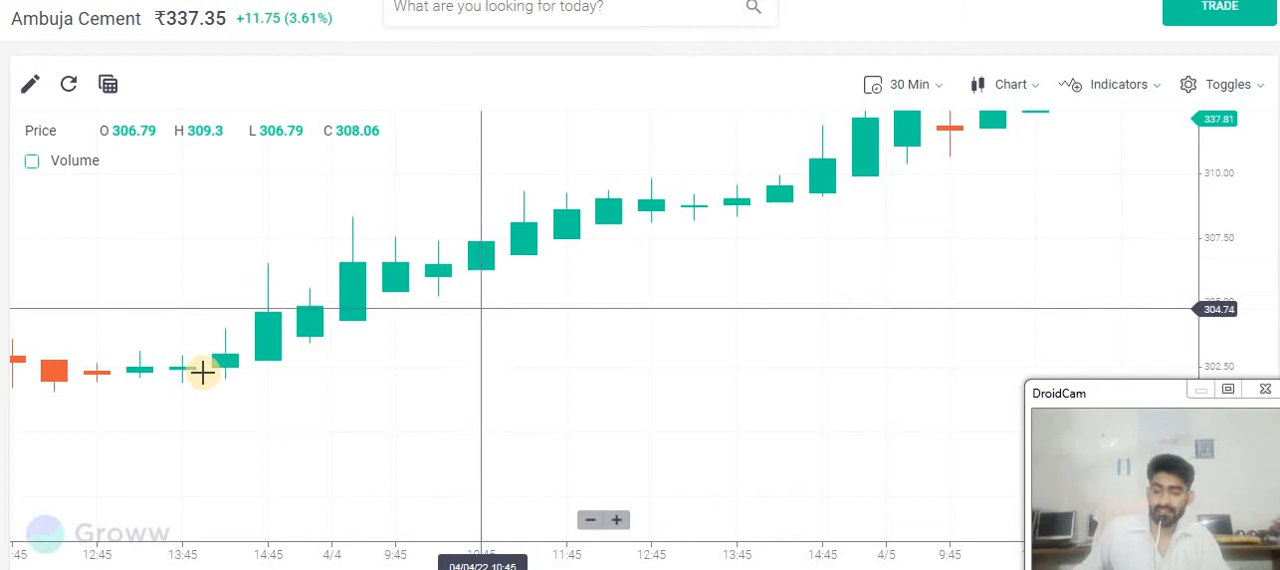 Ambuja Cement ₹337.35 +11.75 (3.61%)
What are you looking for today?
TRADE
30 Min
Chart
Indicators
Toggles
Price O 306.79 H 309.3 L 306.79 C 308.06
Volume
337.81
310.00
307.50
304.74
302.50
DroidCam
Groww
:45 12:45 13:45 14:45 4/4 9:45 11:45 12:45 13:45 14:45 4/5 9:45
04/04/22 10:45